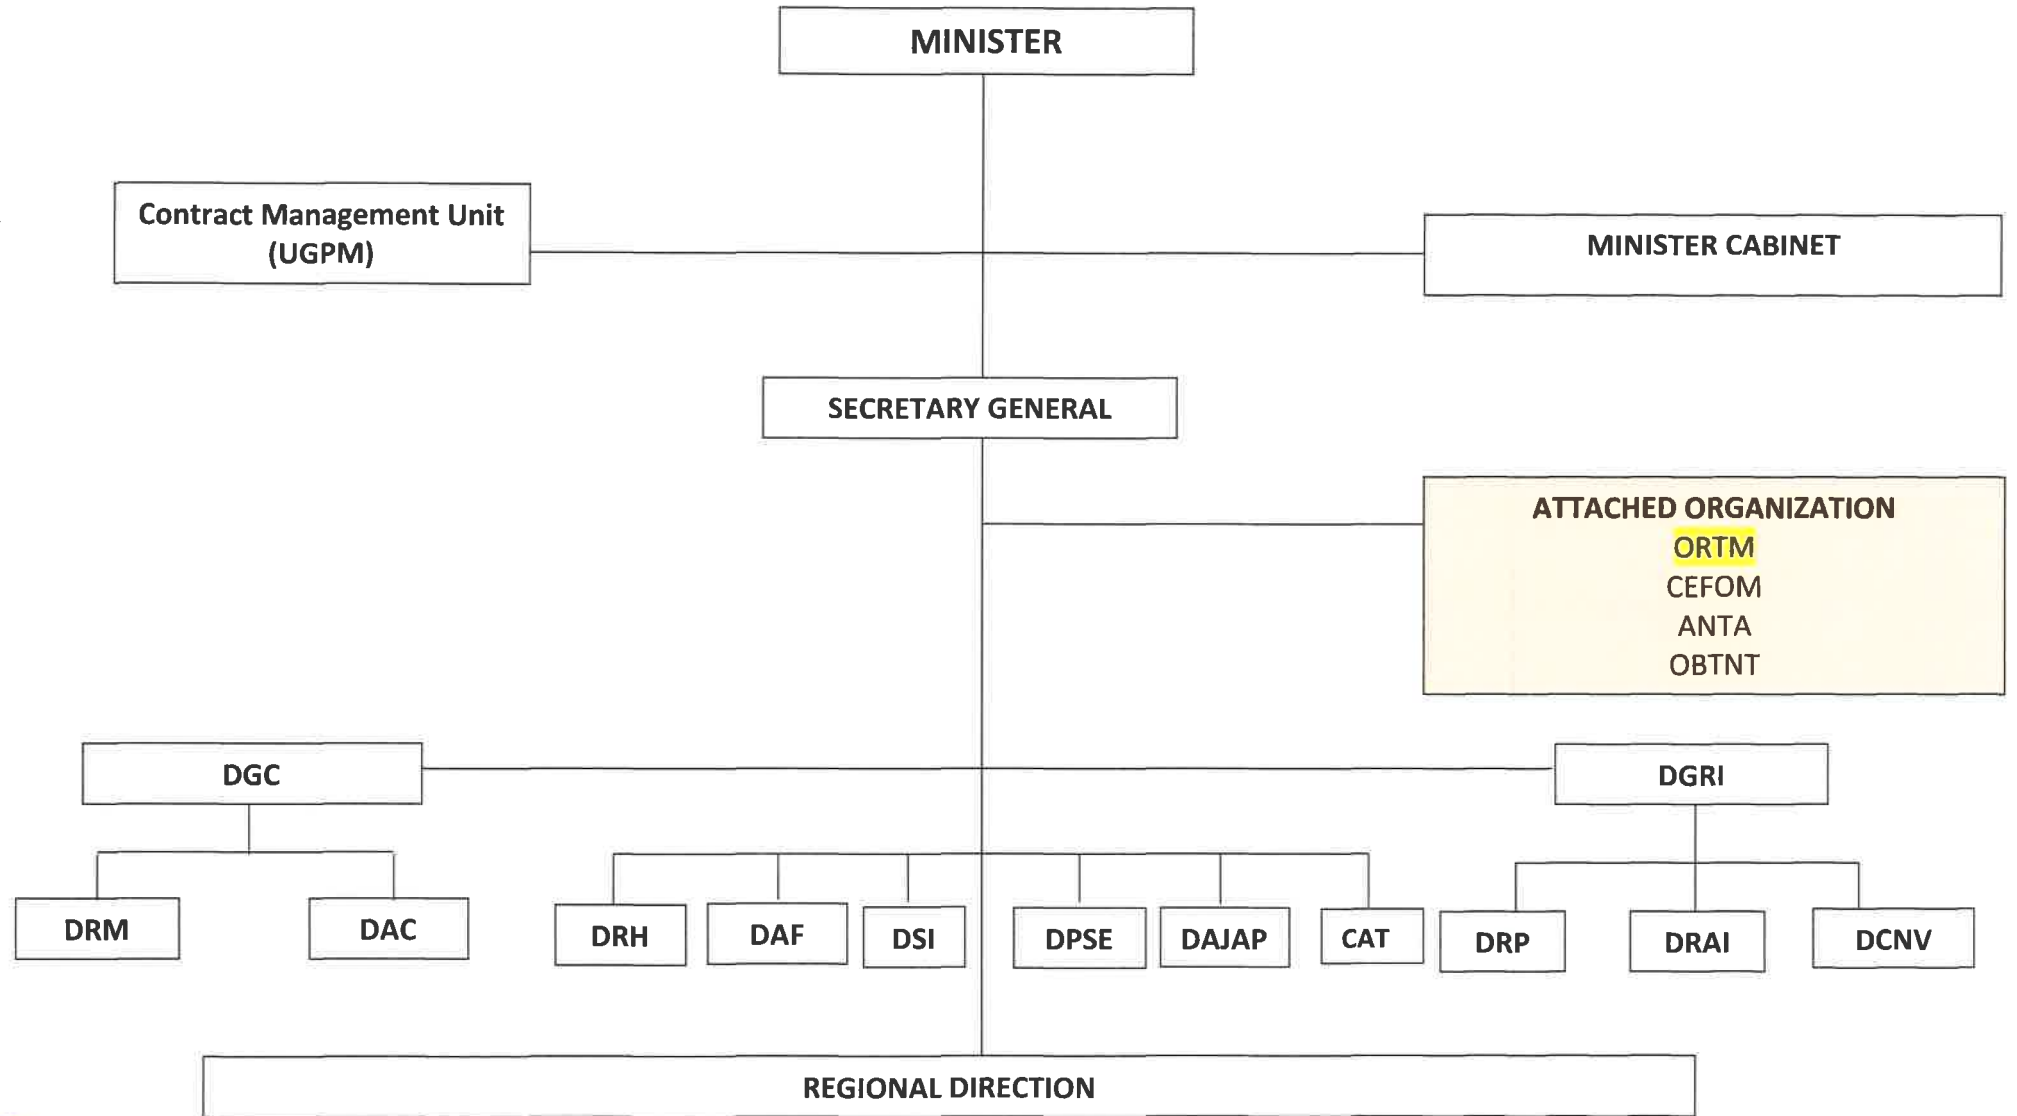 MINISTER
Contract Management Unit
(UGPM)
MINISTER CABINET
SECRETARY GENERAL
ATTACHED ORGANIZATION
ORTM
CEFOM
ANTA
OBTNT
DGC
DGRI
DRM
DAC
DRH
DAF
DSI
DPSE
DAJAP
CAT
DRP
DRAI
DCNV
REGIONAL DIRECTION